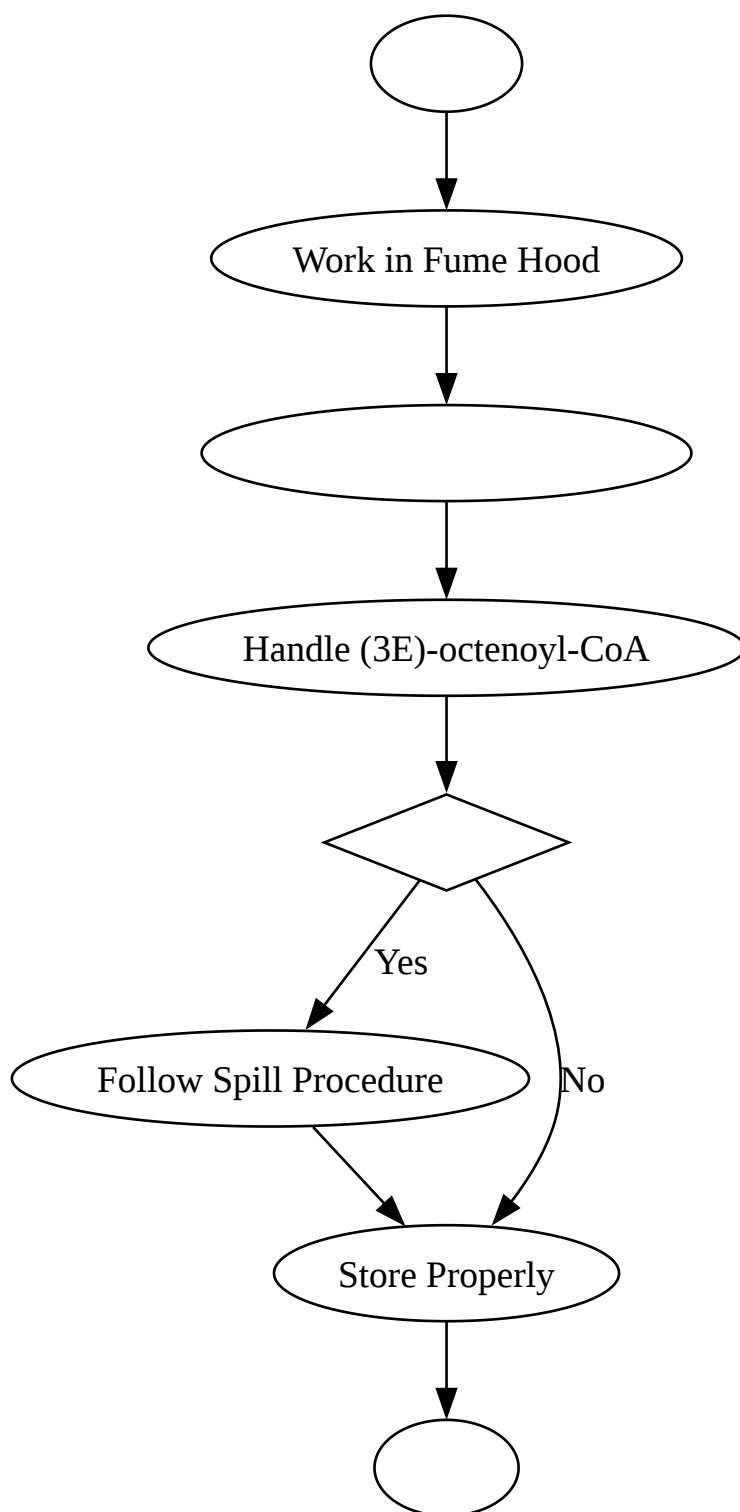 Work in Fume Hood
Handle (3E)-octenoyl-CoA
Yes
Follow Spill Procedure
No
Store Properly